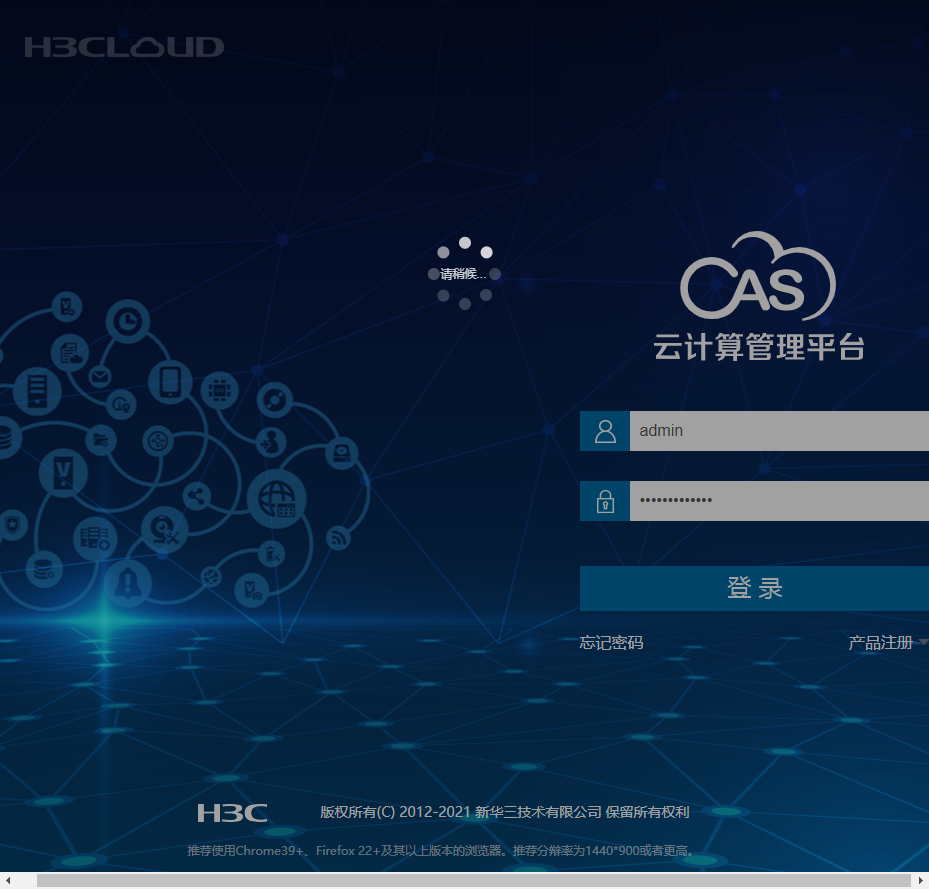 H3CLOUD
请稍候...
CAS
云计算管理平台
admin
•••••••••••••
登 录
忘记密码
产品注册
H3C
版权所有(C) 2012-2021 新华三技术有限公司 保留所有权利
推荐使用Chrome39+、Firefox 22+及其以上版本的浏览器。推荐分辩率为1440*900或者更高。